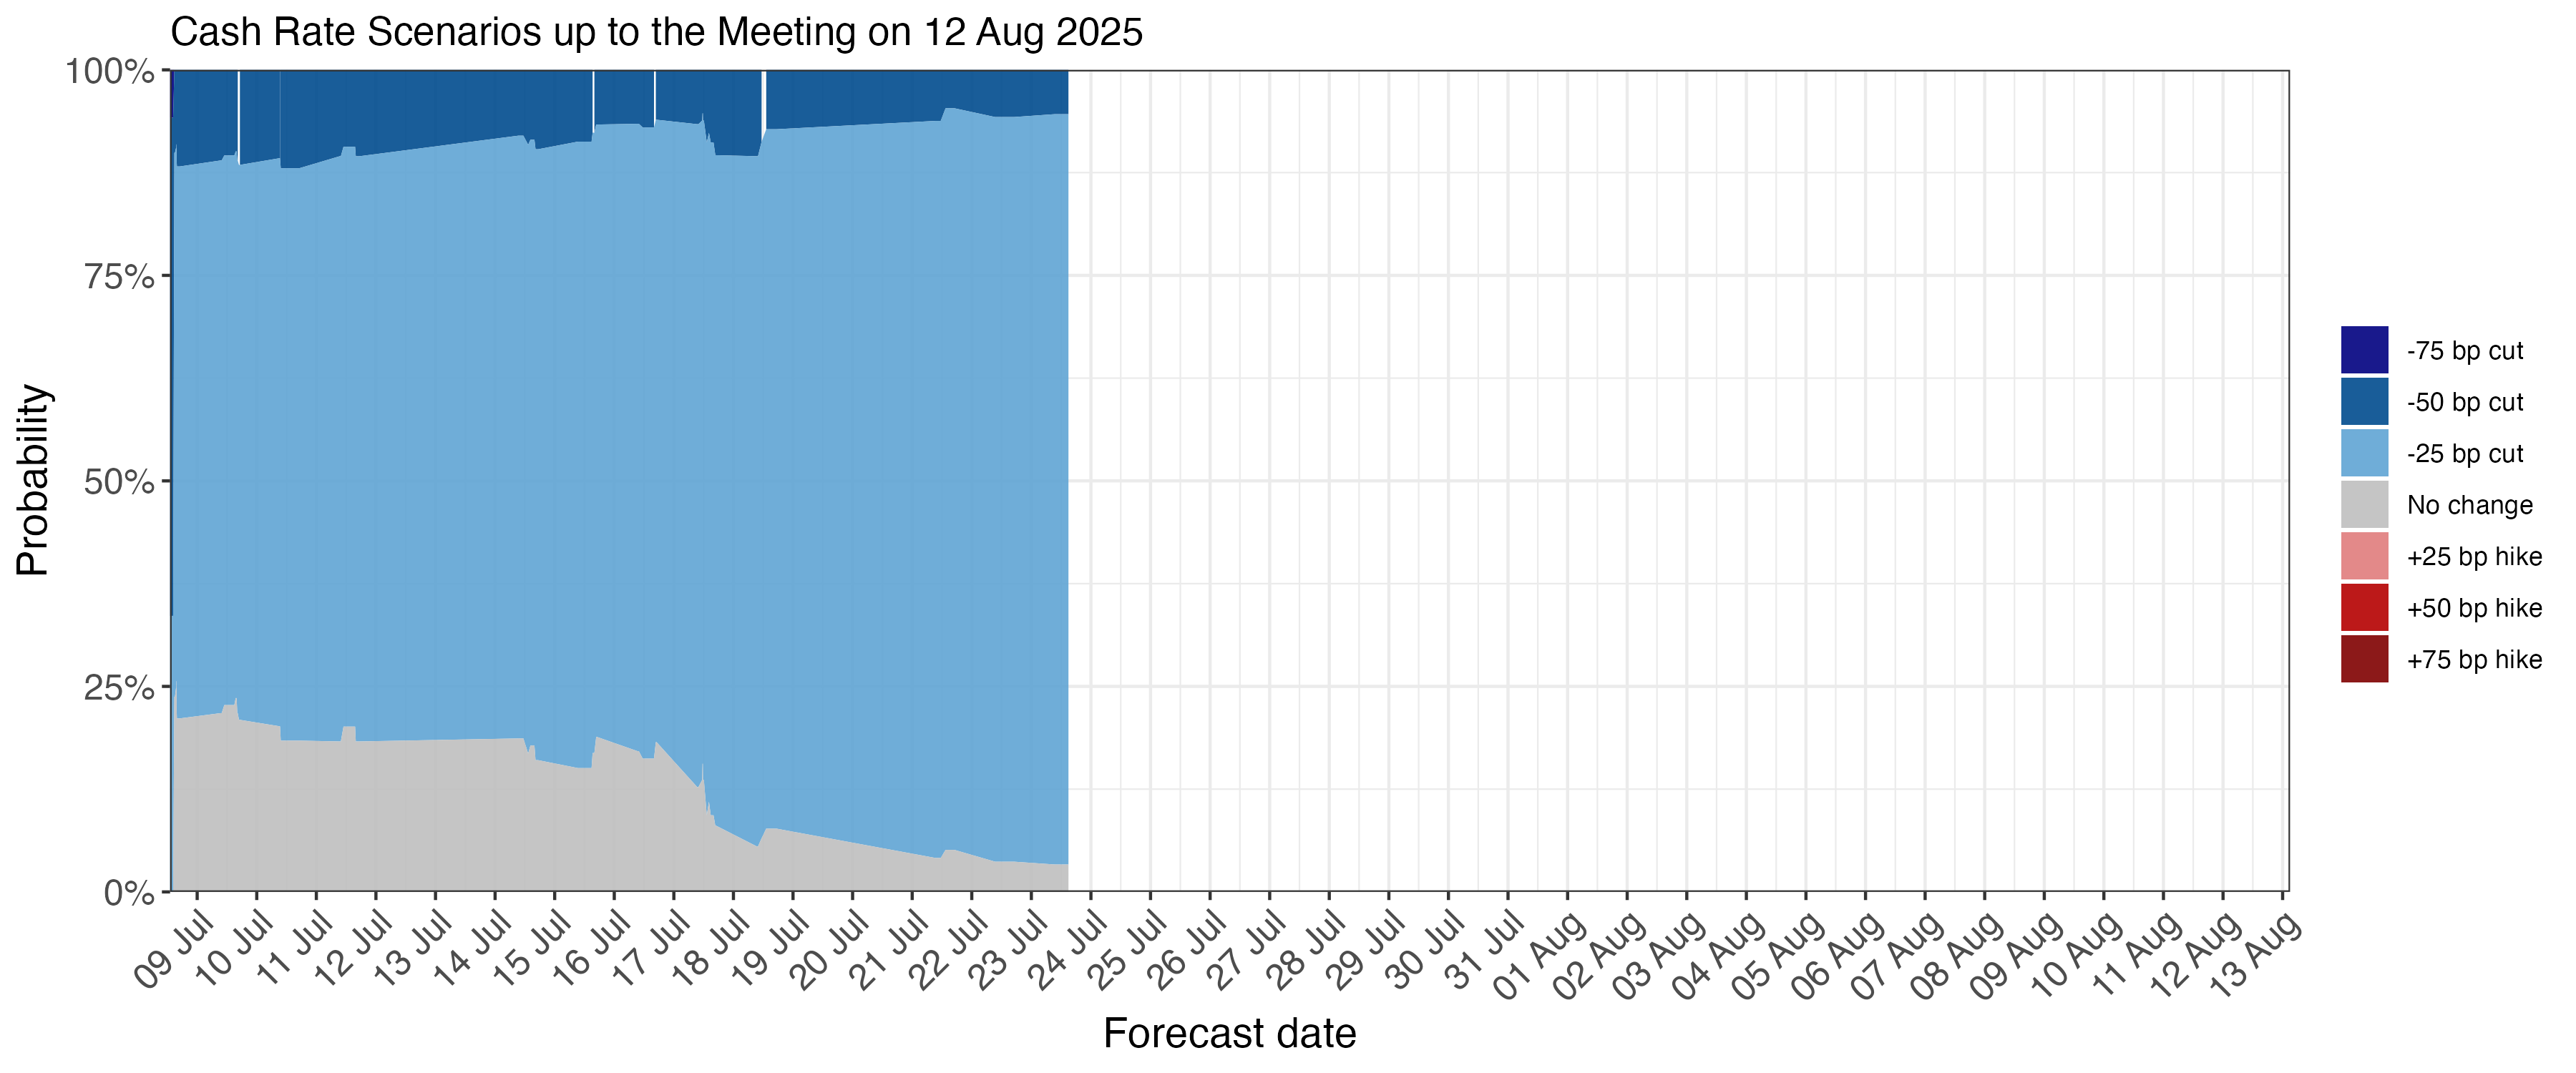 Cash Rate Scenarios up to the Meeting on 12 Aug 2025
100%
75%
50%
25%
0%
Probability
09 Jul
10 Jul
11 Jul
12 Jul
13 Jul
14 Jul
15 Jul
16 Jul
17 Jul
18 Jul
19 Jul
20 Jul
21 Jul
22 Jul
23 Jul
24 Jul
25 Jul
26 Jul
27 Jul
28 Jul
29 Jul
30 Jul
31 Jul
01 Aug
02 Aug
03 Aug
04 Aug
05 Aug
06 Aug
07 Aug
08 Aug
09 Aug
10 Aug
11 Aug
12 Aug
13 Aug
Forecast date
-75 bp cut
-50 bp cut
-25 bp cut
No change
+25 bp hike
+50 bp hike
+75 bp hike